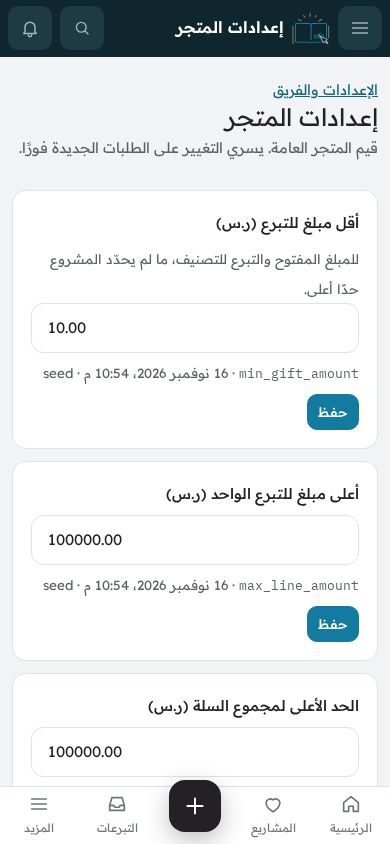 إعدادات المتجر
الإعدادات والفريق
إعدادات المتجر
قيم المتجر العامة. يسري التغيير على الطلبات الجديدة فورًا.
أقل مبلغ للتبرع (ر.س)
للمبلغ المفتوح والتبرع للتصنيف، ما لم يحدّد المشروع
حدًا أعلى.
10.00
min_gift_amount · 16 نوفمبر 2026، 10:54 م · seed
حفظ
أعلى مبلغ للتبرع الواحد (ر.س)
100000.00
max_line_amount · 16 نوفمبر 2026، 10:54 م · seed
حفظ
الحد الأعلى لمجموع السلة (ر.س)
100000.00
الرئيسية
المشاريع
التبرعات
المزيد